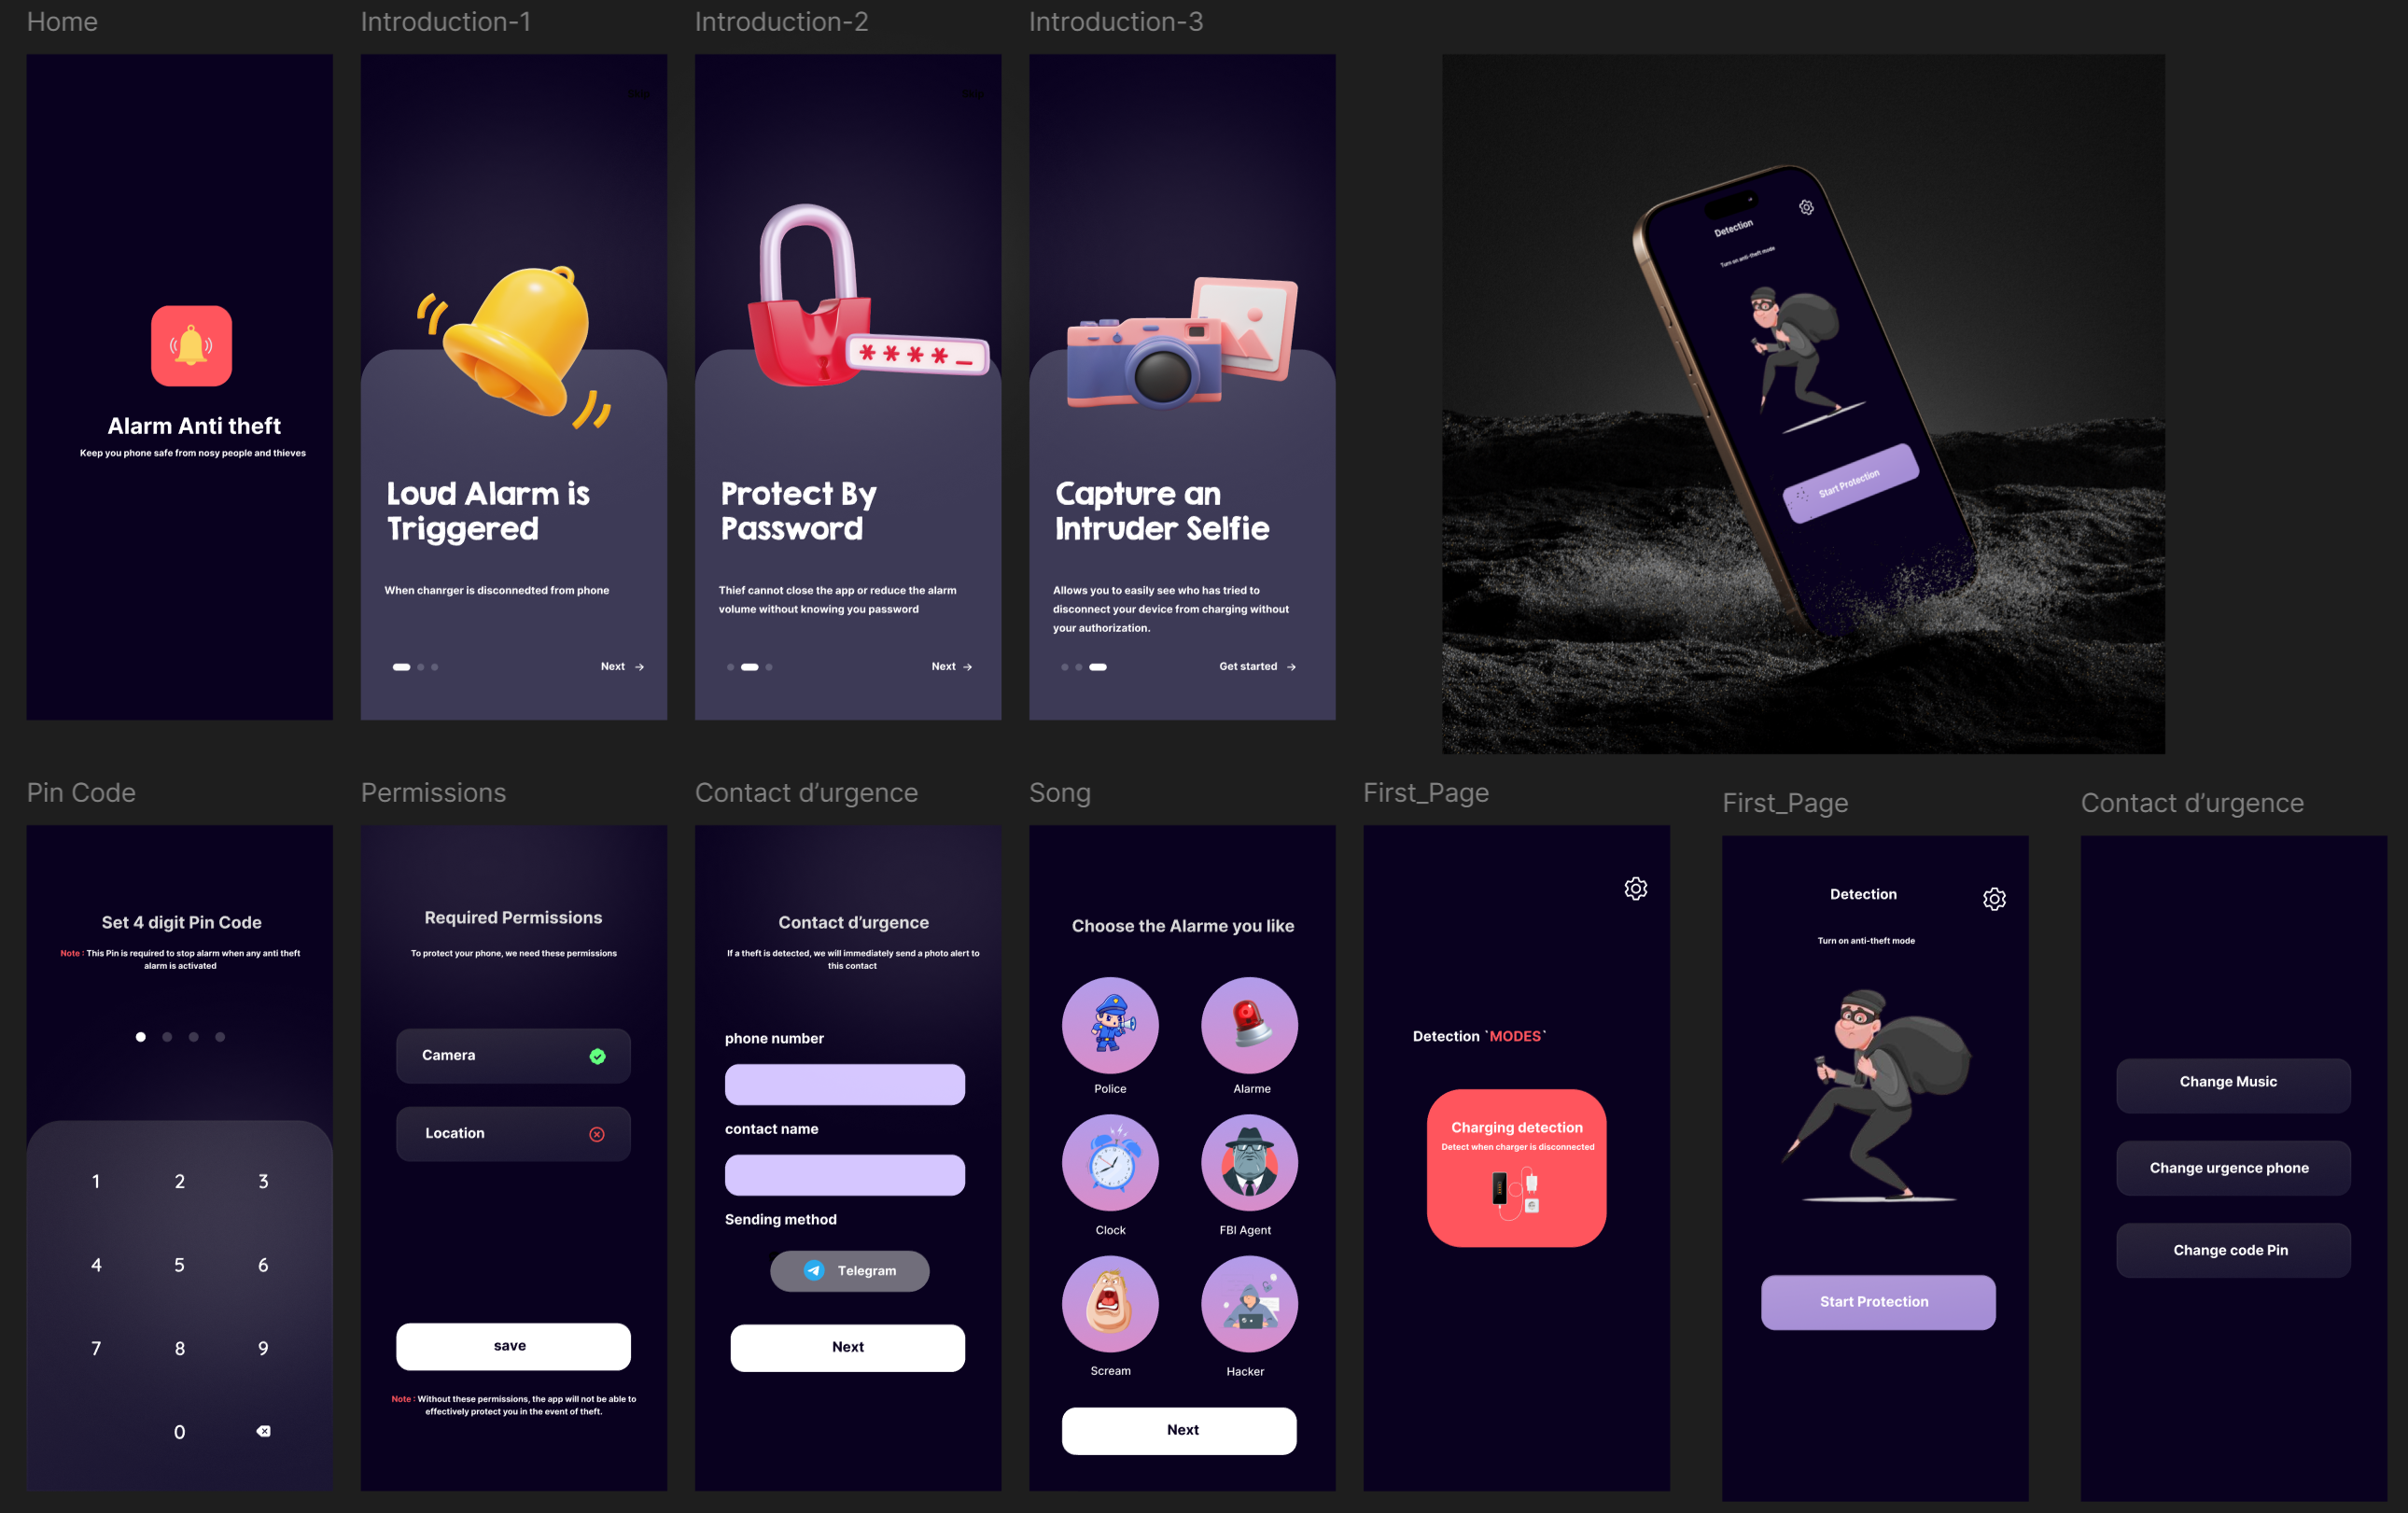 Home
Introduction-1
Introduction-2
Introduction-3
Alarm Anti theft
Keep you phone safe from nosy people and thieves
Skip
Loud Alarm is
Triggered
When chanrger is disconnedted from phone
Next →
Skip
****_
Protect By
Password
Thief cannot close the app or reduce the alarm
volume without knowing you password
Next →
Capture an
Intruder Selfie
Allows you to easily see who has tried to
disconnect your device from charging without
your authorization.
Get started →
Detection
Turn on anti-theft mode
Start Protection
Pin Code
Permissions
Contact d’urgence
Song
First_Page
First_Page
Contact d’urgence
Set 4 digit Pin Code
Note : This Pin is required to stop alarm when any anti theft
alarm is activated
1 2 3
4 5 6
7 8 9
0
Required Permissions
To protect your phone, we need these permissions
Camera
Location
save
Note : Without these permissions, the app will not be able to
effectively protect you in the event of theft.
Contact d’urgence
If a theft is detected, we will immediately send a photo alert to
this contact
phone number
contact name
Sending method
Telegram
Next
Choose the Alarme you like
Police
Alarme
Clock
FBI Agent
Scream
Hacker
Next
Detection `MODES`
Charging detection
Detect when charger is disconnected
Detection
Turn on anti-theft mode
Start Protection
Change Music
Change urgence phone
Change code Pin